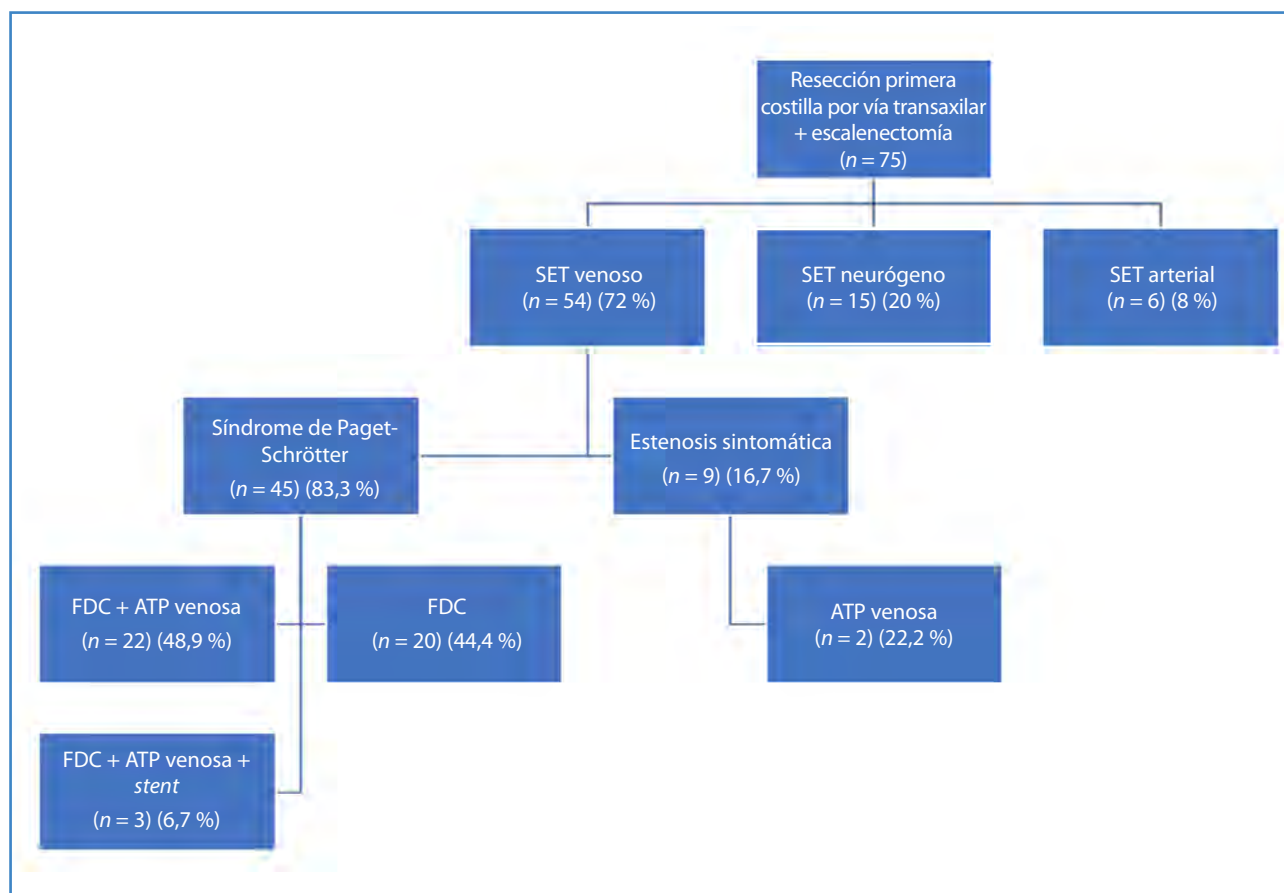 Resección primera
costilla por vía transaxilar
+ escalenectomía
(n = 75)
SET venoso
(n = 54) (72 %)
SET neurógeno
(n = 15) (20 %)
SET arterial
(n = 6) (8 %)
Síndrome de Paget-
Schrötter
(n = 45) (83,3 %)
Estenosis sintomática
(n = 9) (16,7 %)
FDC + ATP venosa
(n = 22) (48,9 %)
FDC
(n = 20) (44,4 %)
ATP venosa
(n = 2) (22,2 %)
FDC + ATP venosa +
stent
(n = 3) (6,7 %)